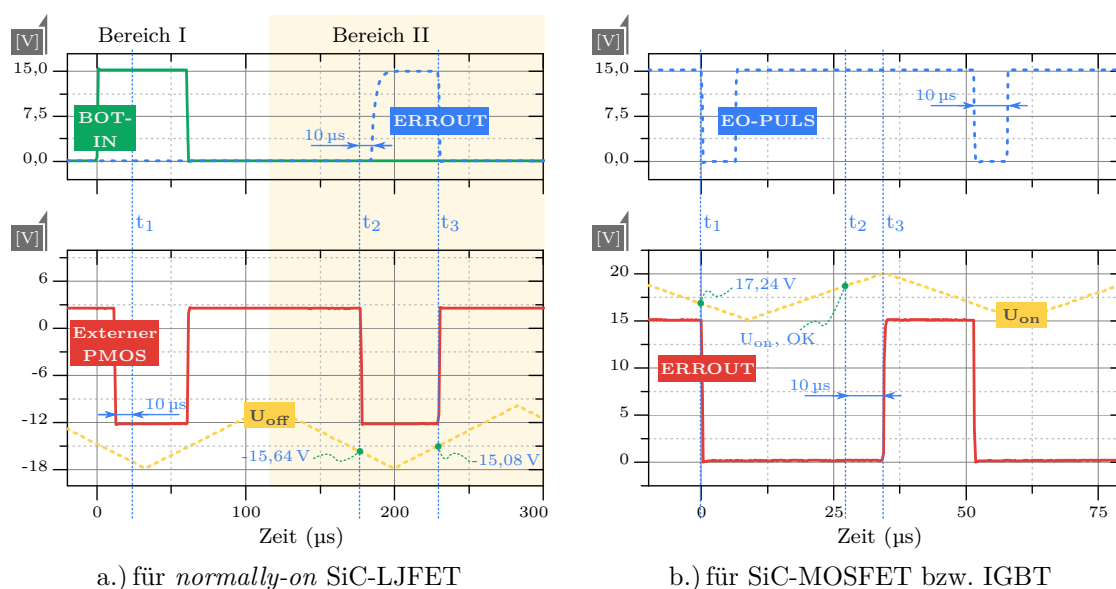 [V]
Bereich I
Bereich II
15,0
7,5
0,0
BOT-
IN
10 µs
ERROUT
t1
t2
t3
[V]
9
3
0
-6
-12
-18
Externer
PMOS
10 µs
Uoff
-15,64 V
-15,08 V
0
100
200
300
Zeit (µs)
a.) für normally-on SiC-LJFET
[V]
15,0
7,5
0,0
EO-PULS
10 µs
t1
t2
t3
[V]
20
15
10
5
0
17,24 V
Uon, OK
Uon
ERROUT
10 µs
0
25
50
75
Zeit (µs)
b.) für SiC-MOSFET bzw. IGBT